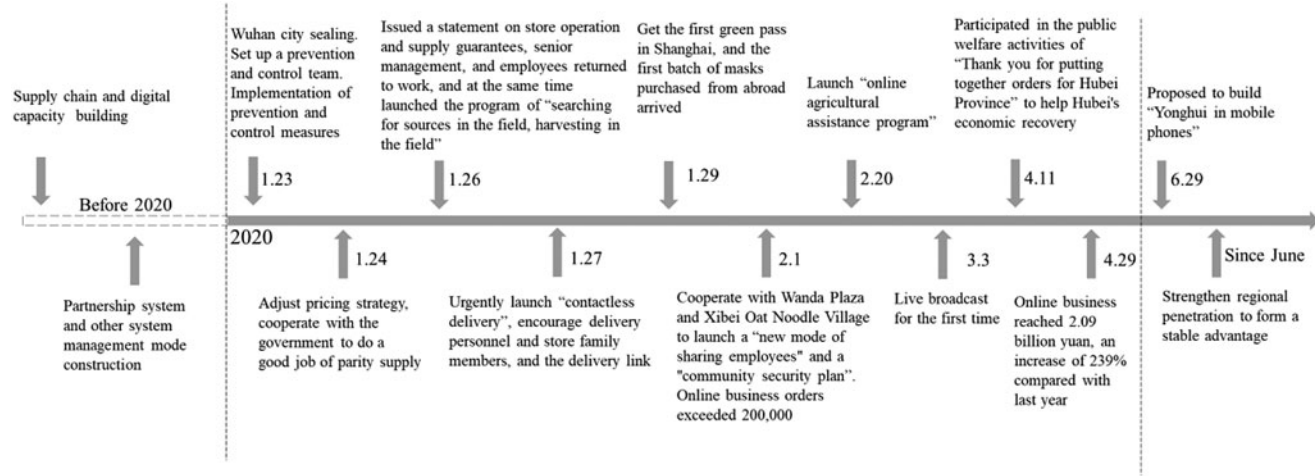 Supply chain and digital
capacity building
Before 2020
Partnership system
and other system
management mode
construction
Wuhan city sealing.
Set up a prevention
and control team.
Implementation of
prevention and
control measures
1.23
2020
1.24
Adjust pricing strategy,
cooperate with the
government to do a
good job of parity supply
Issued a statement on store operation
and supply guarantees, senior
management, and employees returned
to work, and at the same time
launched the program of “searching
for sources in the field, harvesting in
the field”
1.26
1.27
Urgently launch “contactless
delivery”, encourage delivery
personnel and store family
members, and the delivery link
Get the first green pass
in Shanghai, and the
first batch of masks
purchased from abroad
arrived
1.29
2.1
Cooperate with Wanda Plaza
and Xibei Oat Noodle Village
to launch a “new mode of
sharing employees" and a
"community security plan”.
Online business orders
exceeded 200,000
Launch “online
agricultural
assistance program”
2.20
3.3
Live broadcast
for the first time
Participated in the public
welfare activities of
“Thank you for putting
together orders for Hubei
Province” to help Hubei's
economic recovery
4.11
4.29
Online business
reached 2.09
billion yuan, an
increase of 239%
compared with
last year
Proposed to build
“Yonghui in mobile
phones”
6.29
Since June
Strengthen regional
penetration to form a
stable advantage